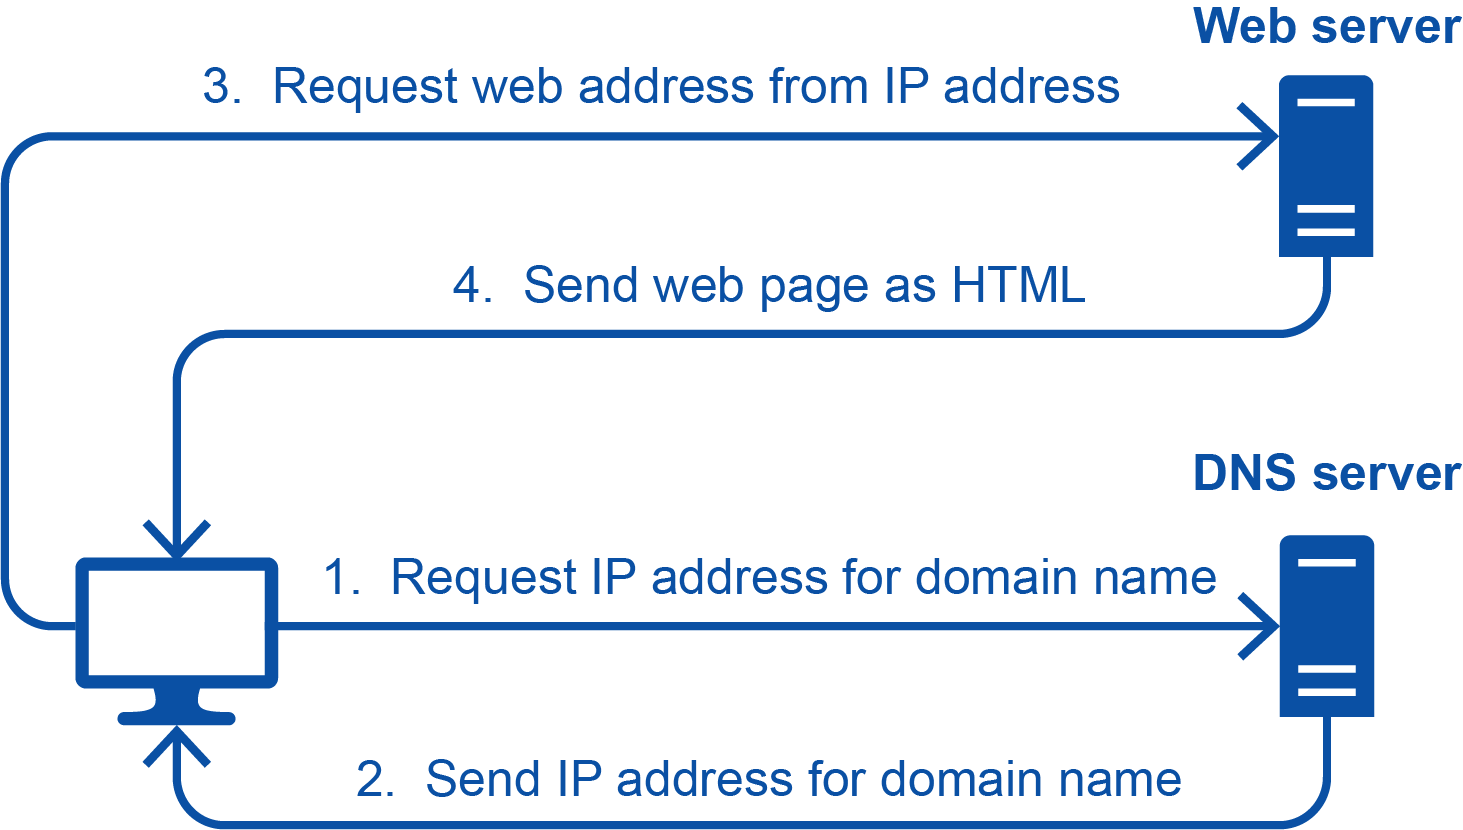 Web server
3. Request web address from IP address
4. Send web page as HTML
DNS server
1. Request IP address for domain name
2. Send IP address for domain name